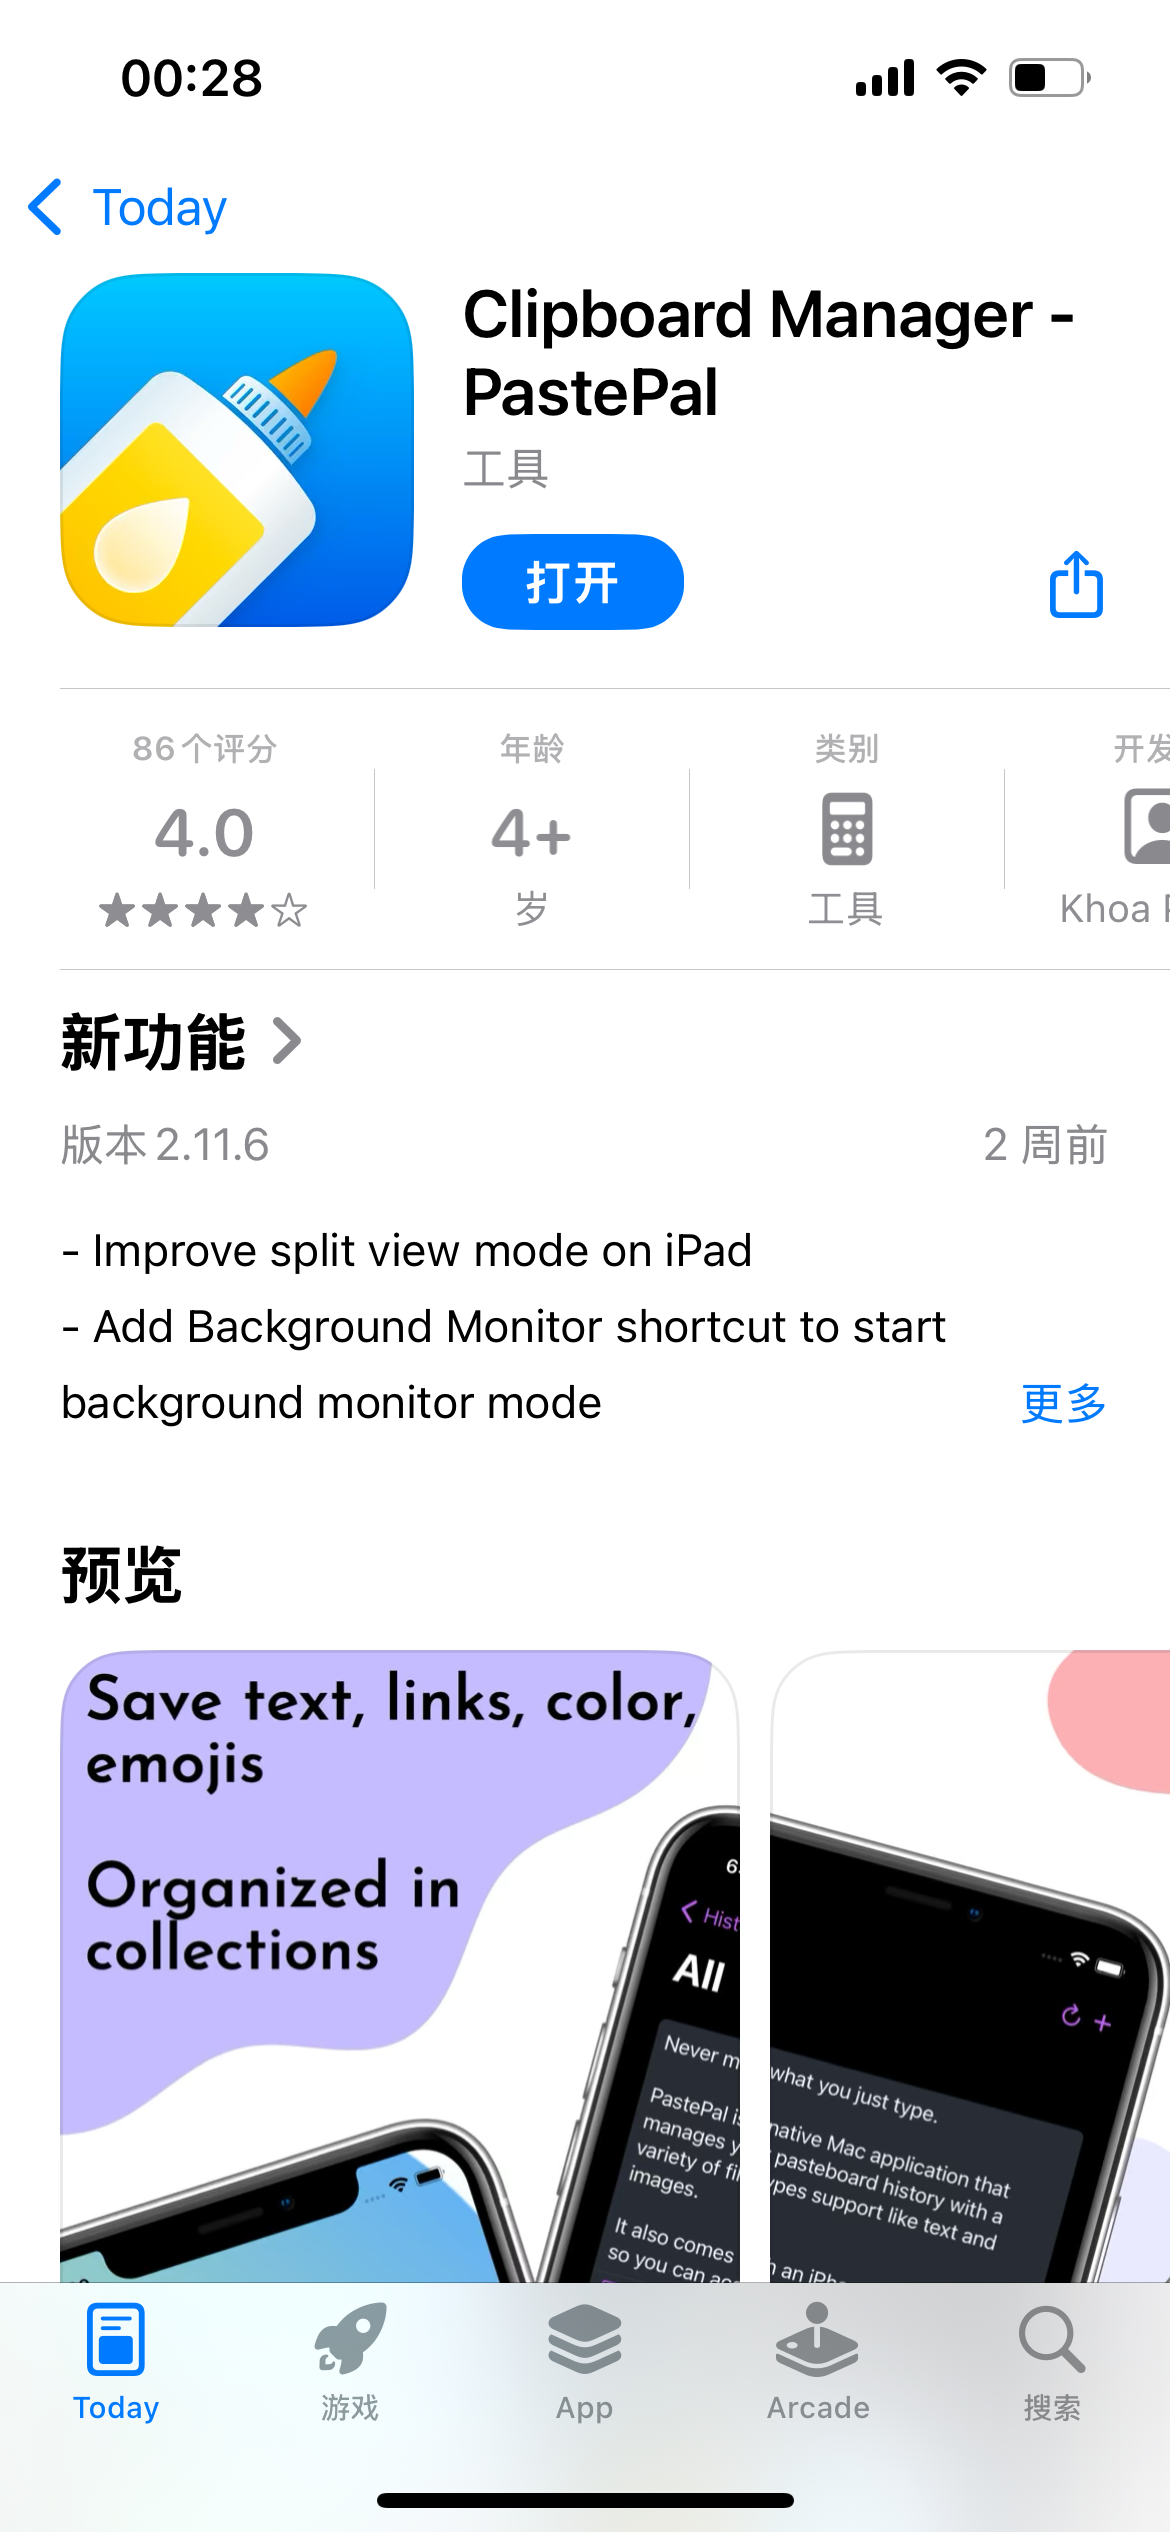 00:28
Today
Clipboard Manager -
PastePal
工具
打开
86个评分
年龄
类别
开发
4.0
4+
岁
工具
Khoa
新功能
版本 2.11.6
2 周前
- Improve split view mode on iPad
- Add Background Monitor shortcut to start
background monitor mode
更多
预览
Save text, links, color,
emojis
Organized in
collections
Hist
All
Never m
PastePal is
manages y
variety of fil
images.
It also comes
so you can
what you just type.
native Mac application that
pasteboard history with a
ypes support like text and
an iPh
Today
游戏
App
Arcade
搜索